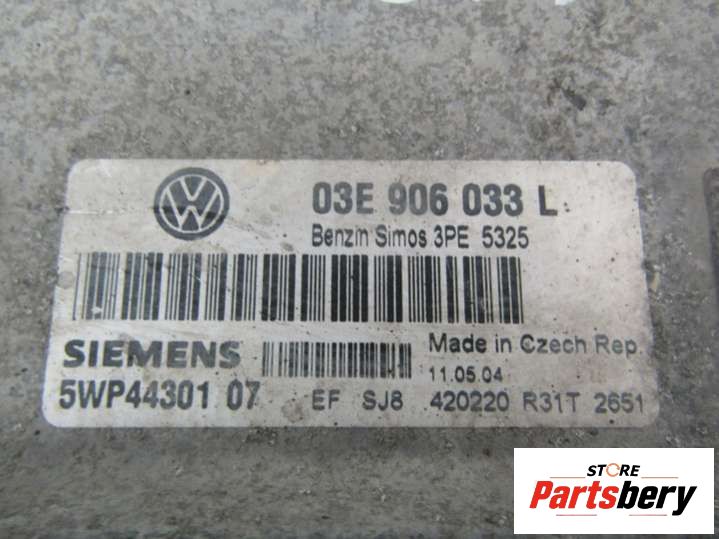 03E 906 033 L
Benzin Simos 3PE 5325
SIEMENS
Made in Czech Rep.
11.05.04
5WP44301 07
EF SJ8 420220 R31T 2651
STORE
Partsbery